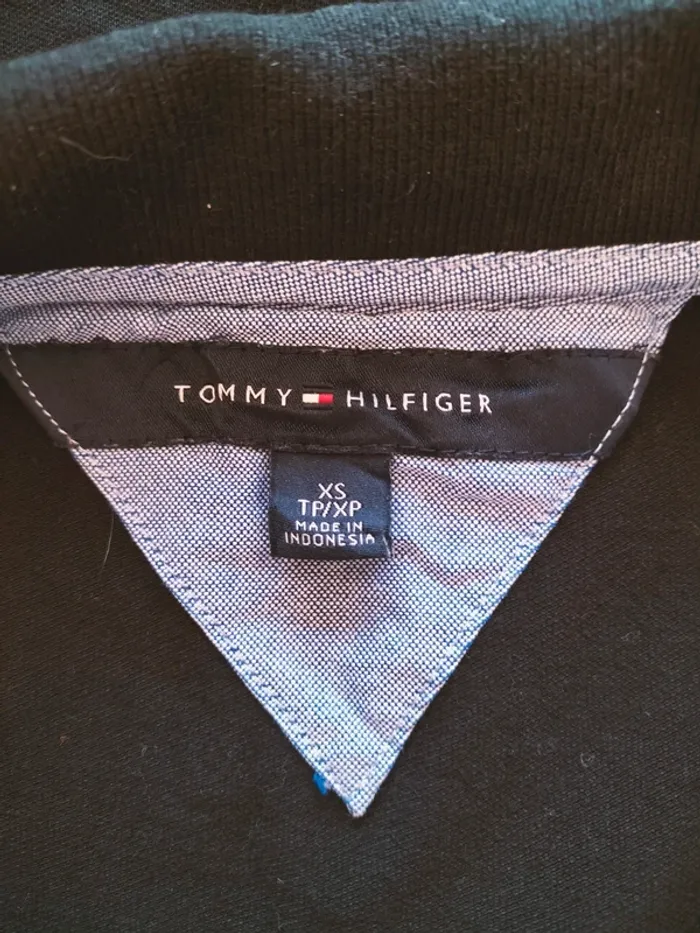 TOMMY HILFIGER
XS
TP/XP
MADE IN
INDONESIA